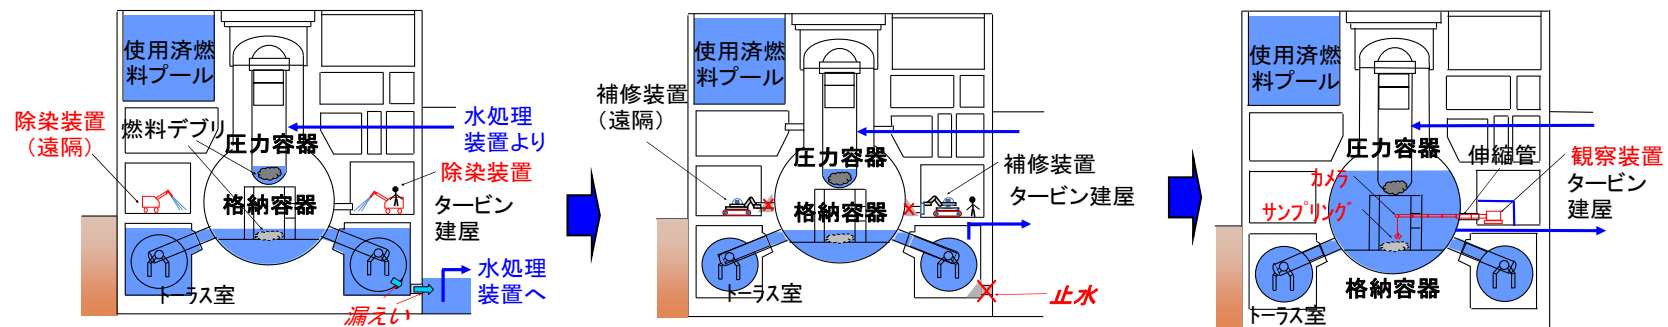 使用済燃
料プール
除染装置
（遠隔）
燃料デブリ
圧力容器
水処理
装置より
除染装置
格納容器
タービン
建屋
トーラス室
漏えい
水処理
装置へ
使用済燃
料プール
補修装置
（遠隔）
圧力容器
補修装置
タービン建屋
格納容器
トーラス室
止水
使用済燃
料プール
圧力容器
伸縮管
観察装置
カメラ
タービン
建屋
サンプリング
格納容器
トーラス室